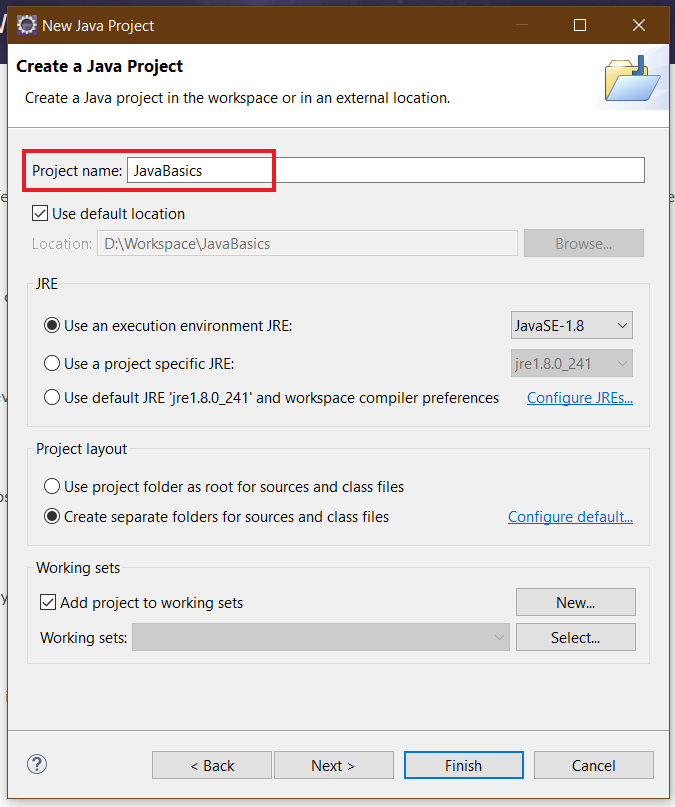 New Java Project
Create a Java Project
Create a Java project in the workspace or in an external location.
Project name: JavaBasics
Use default location
Location: D:\Workspace\JavaBasics Browse...
JRE
Use an execution environment JRE: JavaSE-1.8
Use a project specific JRE: jre1.8.0_241
Use default JRE 'jre1.8.0_241' and workspace compiler preferences Configure JREs...
Project layout
Use project folder as root for sources and class files
Create separate folders for sources and class files Configure default...
Working sets
Add project to working sets New...
Working sets: Select...
? < Back Next > Finish Cancel